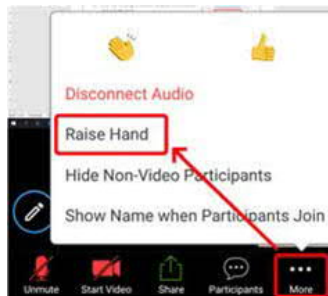 Disconnect Audio
Raise Hand
Hide Non-Video Participants
Show Name when Participants Join
Unmute Start Video Share Participants More